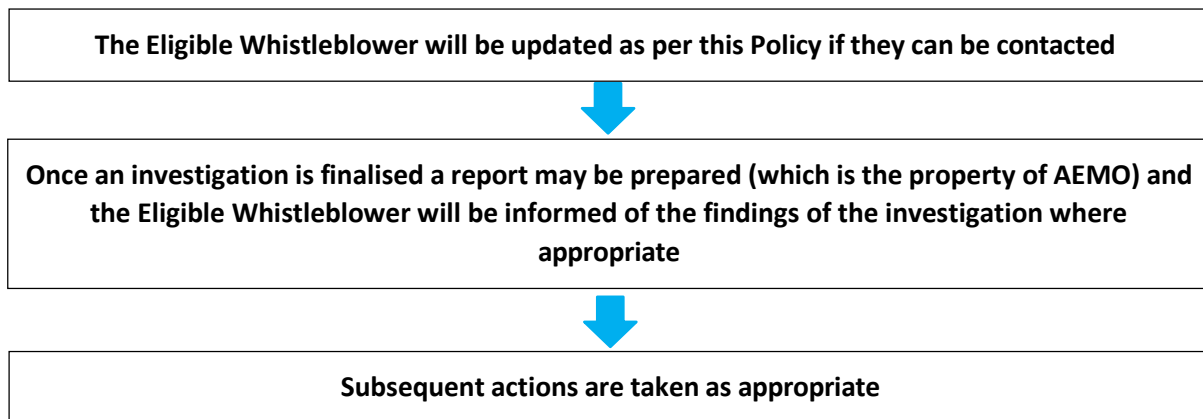 The Eligible Whistleblower will be updated as per this Policy if they can be contacted
Once an investigation is finalised a report may be prepared (which is the property of AEMO) and
the Eligible Whistleblower will be informed of the findings of the investigation where
appropriate
Subsequent actions are taken as appropriate